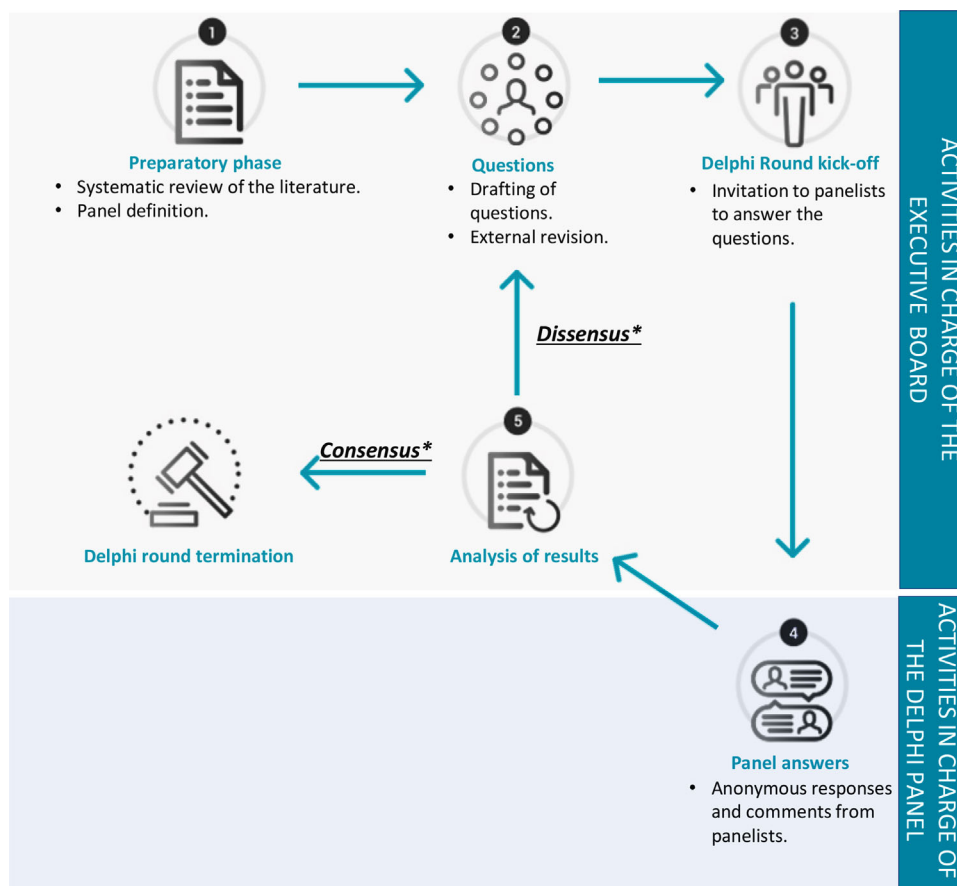 1
Preparatory phase
• Systematic review of the literature.
• Panel definition.
2
Questions
• Drafting of
questions.
• External revision.
3
Delphi Round kick-off
• Invitation to panelists
to answer the
questions.
ACTIVITIES IN CHARGE OF THE
EXECUTIVE BOARD
Dissensus*
5
Analysis of results
Consensus*
Delphi round termination
4
Panel answers
• Anonymous responses
and comments from
panelists.
ACTIVITIES IN CHARGE OF
THE DELPHI PANEL